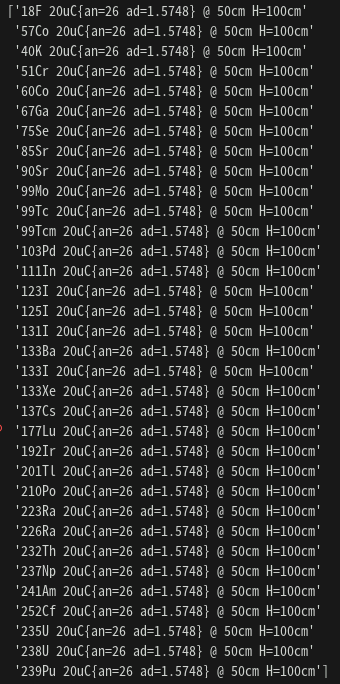 ['18F 20uC{an=26 ad=1.5748} @ 50cm H=100cm'
'57Co 20uC{an=26 ad=1.5748} @ 50cm H=100cm'
'40K 20uC{an=26 ad=1.5748} @ 50cm H=100cm'
'51Cr 20uC{an=26 ad=1.5748} @ 50cm H=100cm'
'60Co 20uC{an=26 ad=1.5748} @ 50cm H=100cm'
'67Ga 20uC{an=26 ad=1.5748} @ 50cm H=100cm'
'75Se 20uC{an=26 ad=1.5748} @ 50cm H=100cm'
'85Sr 20uC{an=26 ad=1.5748} @ 50cm H=100cm'
'90Sr 20uC{an=26 ad=1.5748} @ 50cm H=100cm'
'99Mo 20uC{an=26 ad=1.5748} @ 50cm H=100cm'
'99Tc 20uC{an=26 ad=1.5748} @ 50cm H=100cm'
'99Tcm 20uC{an=26 ad=1.5748} @ 50cm H=100cm'
'103Pd 20uC{an=26 ad=1.5748} @ 50cm H=100cm'
'111In 20uC{an=26 ad=1.5748} @ 50cm H=100cm'
'123I 20uC{an=26 ad=1.5748} @ 50cm H=100cm'
'125I 20uC{an=26 ad=1.5748} @ 50cm H=100cm'
'131I 20uC{an=26 ad=1.5748} @ 50cm H=100cm'
'133Ba 20uC{an=26 ad=1.5748} @ 50cm H=100cm'
'133I 20uC{an=26 ad=1.5748} @ 50cm H=100cm'
'133Xe 20uC{an=26 ad=1.5748} @ 50cm H=100cm'
'137Cs 20uC{an=26 ad=1.5748} @ 50cm H=100cm'
'177Lu 20uC{an=26 ad=1.5748} @ 50cm H=100cm'
'192Ir 20uC{an=26 ad=1.5748} @ 50cm H=100cm'
'201Tl 20uC{an=26 ad=1.5748} @ 50cm H=100cm'
'210Po 20uC{an=26 ad=1.5748} @ 50cm H=100cm'
'223Ra 20uC{an=26 ad=1.5748} @ 50cm H=100cm'
'226Ra 20uC{an=26 ad=1.5748} @ 50cm H=100cm'
'232Th 20uC{an=26 ad=1.5748} @ 50cm H=100cm'
'237Np 20uC{an=26 ad=1.5748} @ 50cm H=100cm'
'241Am 20uC{an=26 ad=1.5748} @ 50cm H=100cm'
'252Cf 20uC{an=26 ad=1.5748} @ 50cm H=100cm'
'235U 20uC{an=26 ad=1.5748} @ 50cm H=100cm'
'238U 20uC{an=26 ad=1.5748} @ 50cm H=100cm'
'239Pu 20uC{an=26 ad=1.5748} @ 50cm H=100cm']